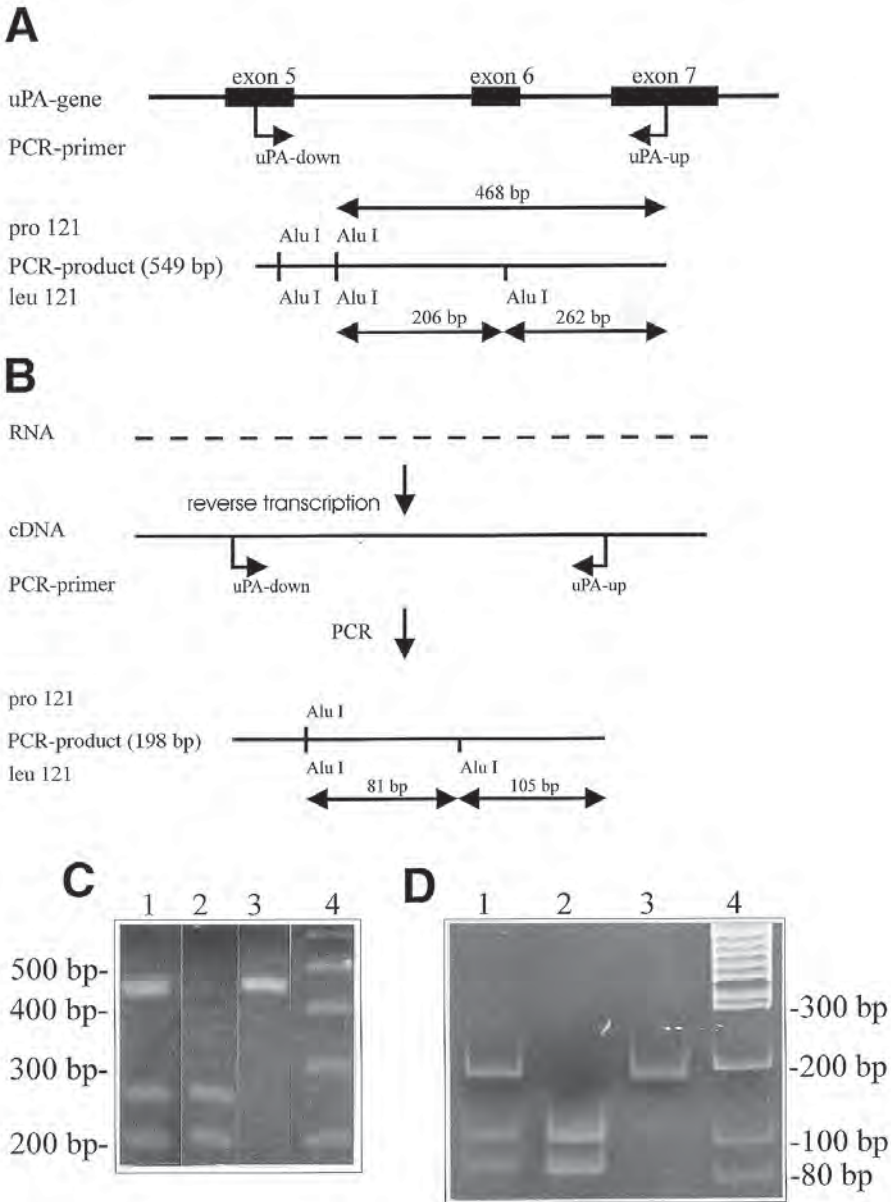 A
exon 5 exon 6 exon 7
uPA-gene
PCR-primer
uPA-down uPA-up
468 bp
pro 121
Alu I Alu I
PCR-product (549 bp)
leu 121
Alu I Alu I Alu I
206 bp 262 bp
B
RNA
reverse transcription
cDNA
PCR-primer
uPA-down uPA-up
PCR
pro 121
Alu I
PCR-product (198 bp)
leu 121
Alu I Alu I
81 bp 105 bp
C
1 2 3 4
500 bp-
400 bp-
300 bp-
200 bp-
D
1 2 3 4
-300 bp
-200 bp
-100 bp
-80 bp